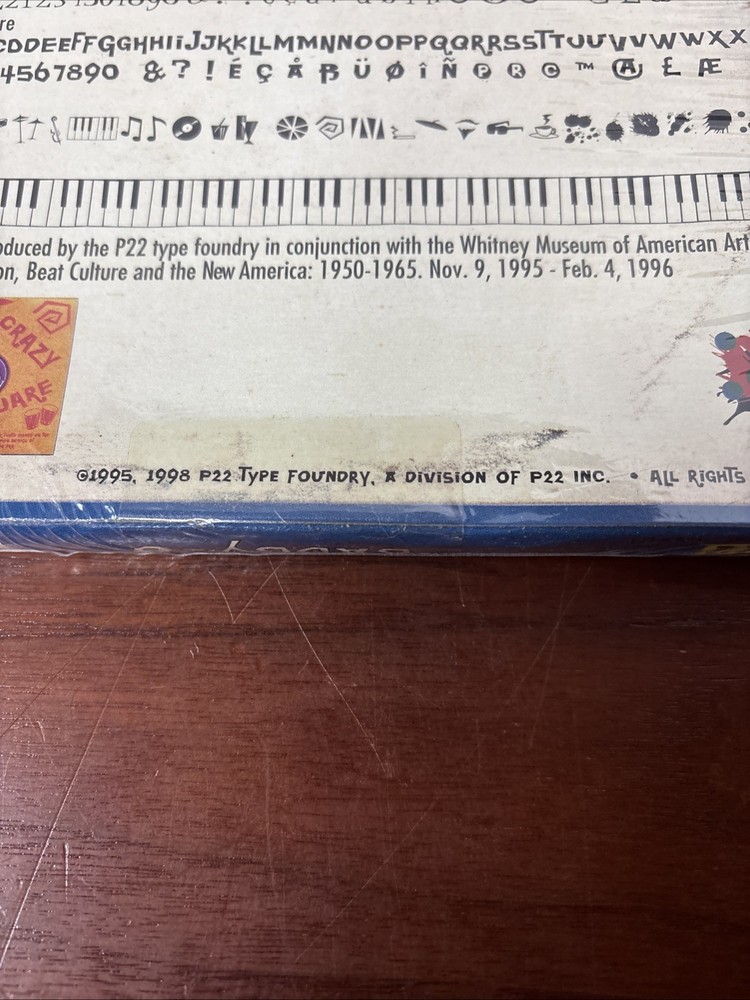 re
CDDEEFFGGHHIiJJKKLLMMNNOOPPQQRRSSTTUUVVWWXX
4567890 & ? ! É Ç Å ß Ü Ø î Ñ Ⓟ ® © ™ Ⓐ £ Æ
oduced by the P22 type foundry in conjunction with the Whitney Museum of American Art
on, Beat Culture and the New America: 1950-1965. Nov. 9, 1995 - Feb. 4, 1996
CRAZY
UARE
©1995, 1998 P22 TYPE FOUNDRY, A DIVISION OF P22 INC. • ALL RIGHTS